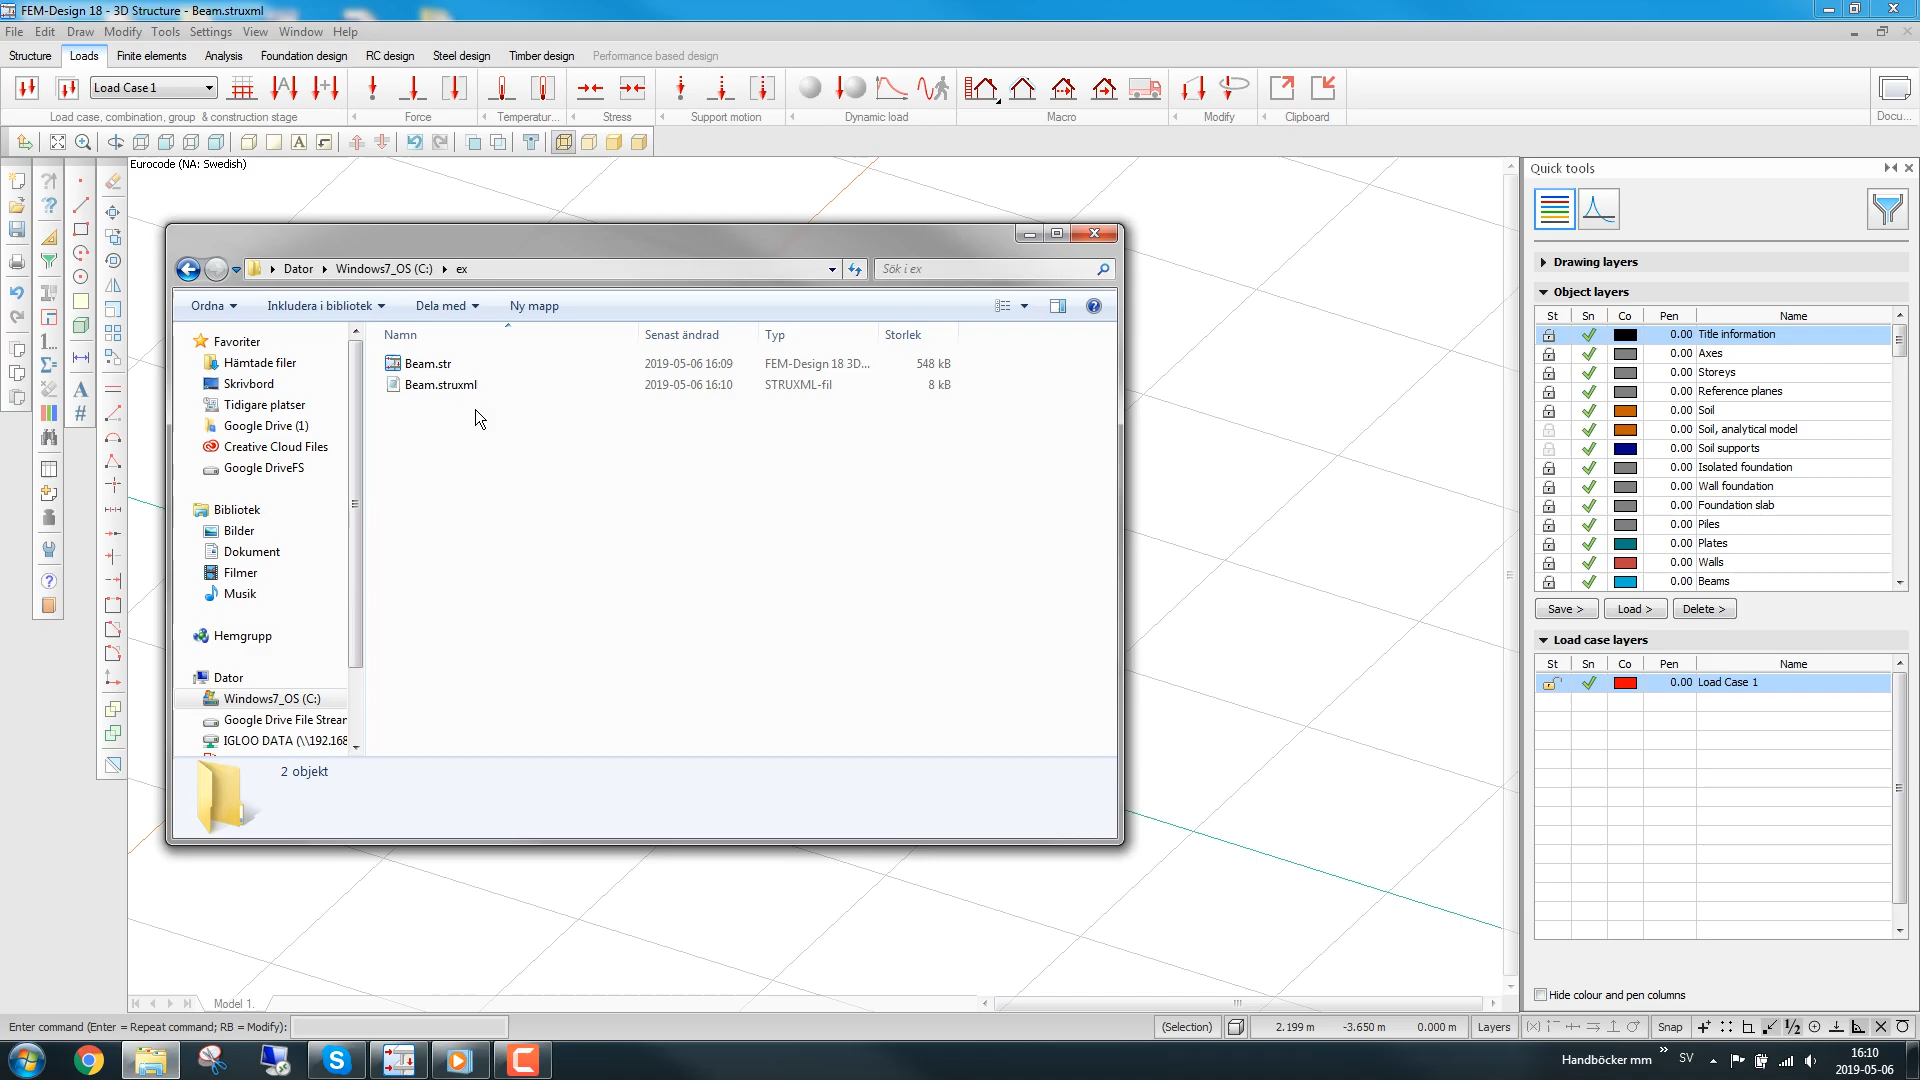 FEM-Design 18 - 3D Structure - Beam.struxml
File Edit Draw Modify Tools Settings View Window Help
Structure Loads Finite elements Analysis Foundation design RC design Steel design Timber design Performance based design
Load Case 1
Load case, combination, group & construction stage Force Temperatur... Stress Support motion Dynamic load Macro Modify Clipboard Docu...
Eurocode (NA: Swedish)
Quick tools
Dator Windows7_OS (C:) ex
Sök i ex
Ordna Inkludera i bibliotek Dela med Ny mapp
Namn Senast ändrad Typ Storlek
Beam.str 2019-05-06 16:09 FEM-Design 18 3D... 548 kB
Beam.struxml 2019-05-06 16:10 STRUXML-fil 8 kB
Favoriter
Hämtade filer
Skrivbord
Tidigare platser
Google Drive (1)
Creative Cloud Files
Google DriveFS
Bibliotek
Bilder
Dokument
Filmer
Musik
Hemgrupp
Dator
Windows7_OS (C:)
Google Drive File Strean
IGLOO DATA (\\192.168
2 objekt
Drawing layers
Object layers
St Sn Co Pen Name
0.00 Title information
0.00 Axes
0.00 Storeys
0.00 Reference planes
0.00 Soil
0.00 Soil, analytical model
0.00 Soil supports
0.00 Isolated foundation
0.00 Wall foundation
0.00 Foundation slab
0.00 Piles
0.00 Plates
0.00 Walls
0.00 Beams
Save > Load > Delete >
Load case layers
St Sn Co Pen Name
0.00 Load Case 1
Hide colour and pen columns
Model 1.
Enter command (Enter = Repeat command; RB = Modify):
(Selection) 2.199 m -3.650 m 0.000 m Layers Snap
Handböcker mm SV
16:10
2019-05-06